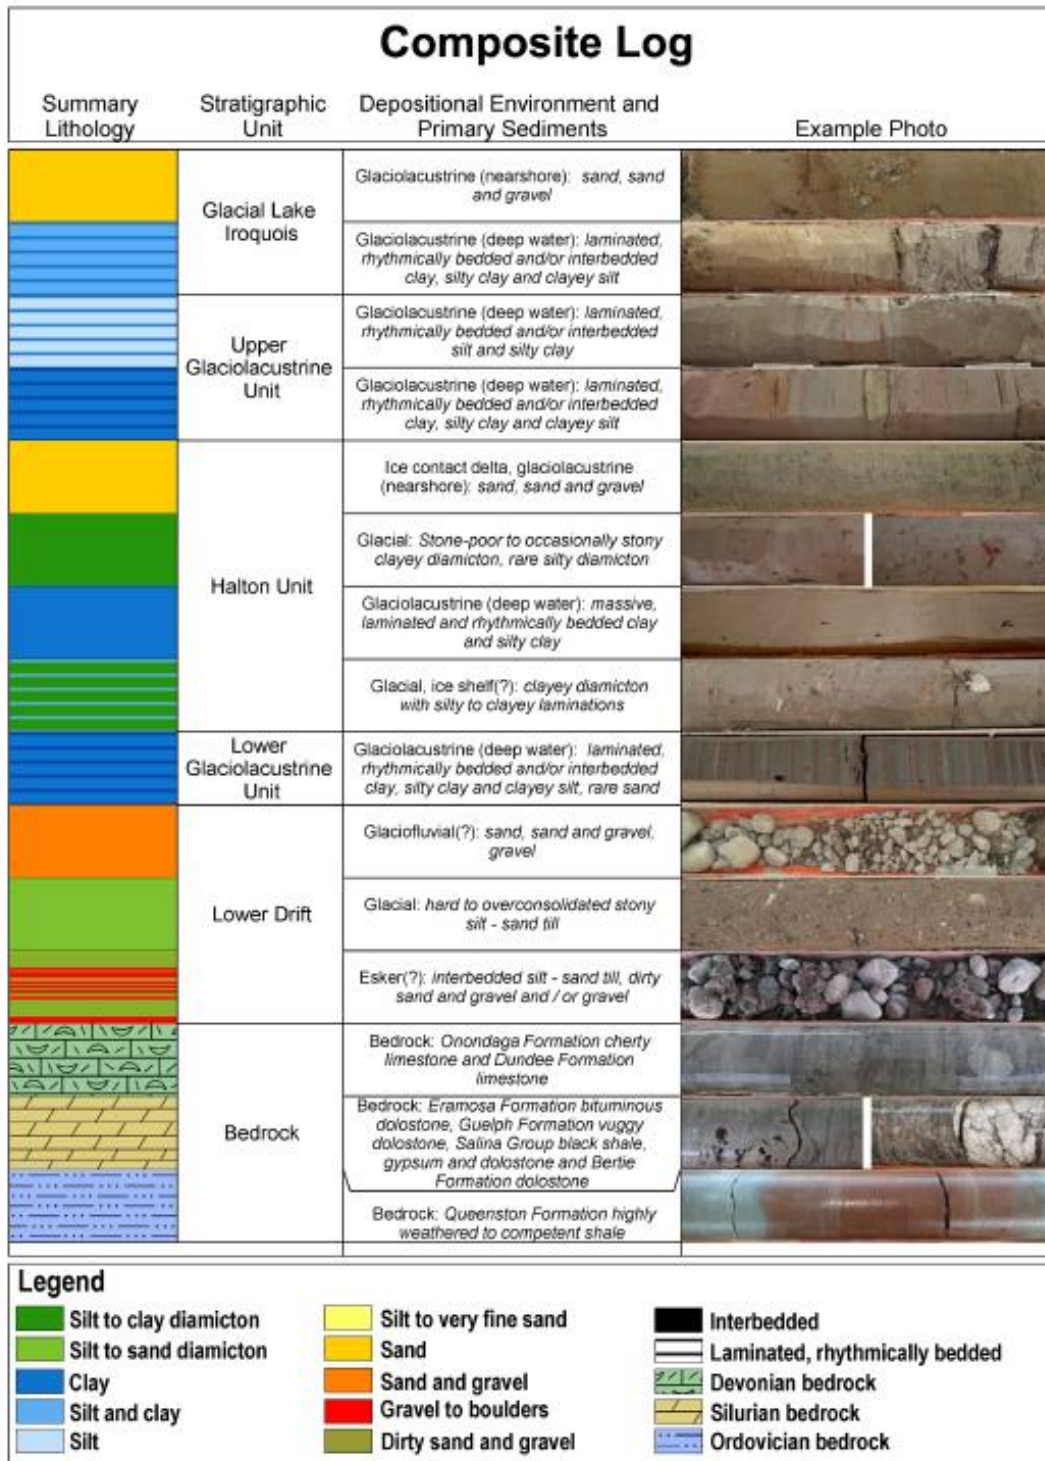 Composite Log
Summary
Lithology
Stratigraphic
Unit
Depositional Environment and
Primary Sediments
Example Photo
Glacial Lake
Iroquois
Glaciolacustrine (nearshore): sand, sand
and gravel
Glaciolacustrine (deep water): laminated,
rhythmically bedded and/or interbedded
clay, silty clay and clayey silt
Upper
Glaciolacustrine
Unit
Glaciolacustrine (deep water): laminated,
rhythmically bedded and/or interbedded
silt and silty clay
Glaciolacustrine (deep water): laminated,
rhythmically bedded and/or interbedded
clay, silty clay and clayey silt
Halton Unit
Ice contact delta, glaciolacustrine
(nearshore): sand, sand and gravel
Glacial: Stone-poor to occasionally stony
clayey diamicton, rare silty diamicton
Glaciolacustrine (deep water): massive,
laminated and rhythmically bedded clay
and silty clay
Glacial, ice shelf(?): clayey diamicton
with silty to clayey laminations
Lower
Glaciolacustrine
Unit
Glaciolacustrine (deep water): laminated,
rhythmically bedded and/or interbedded
clay, silty clay and clayey silt, rare sand
Lower Drift
Glaciofluvial(?): sand, sand and gravel,
gravel
Glacial: hard to overconsolidated stony
silt - sand till
Esker(?): interbedded silt - sand till, dirty
sand and gravel and / or gravel
Bedrock
Bedrock: Onondaga Formation cherty
limestone and Dundee Formation
limestone
Bedrock: Eramosa Formation bituminous
dolostone, Guelph Formation vuggy
dolostone, Salina Group black shale,
gypsum and dolostone and Bertie
Formation dolostone
Bedrock: Queenston Formation highly
weathered to competent shale
Legend
Silt to clay diamicton
Silt to sand diamicton
Clay
Silt and clay
Silt
Silt to very fine sand
Sand
Sand and gravel
Gravel to boulders
Dirty sand and gravel
Interbedded
Laminated, rhythmically bedded
Devonian bedrock
Silurian bedrock
Ordovician bedrock